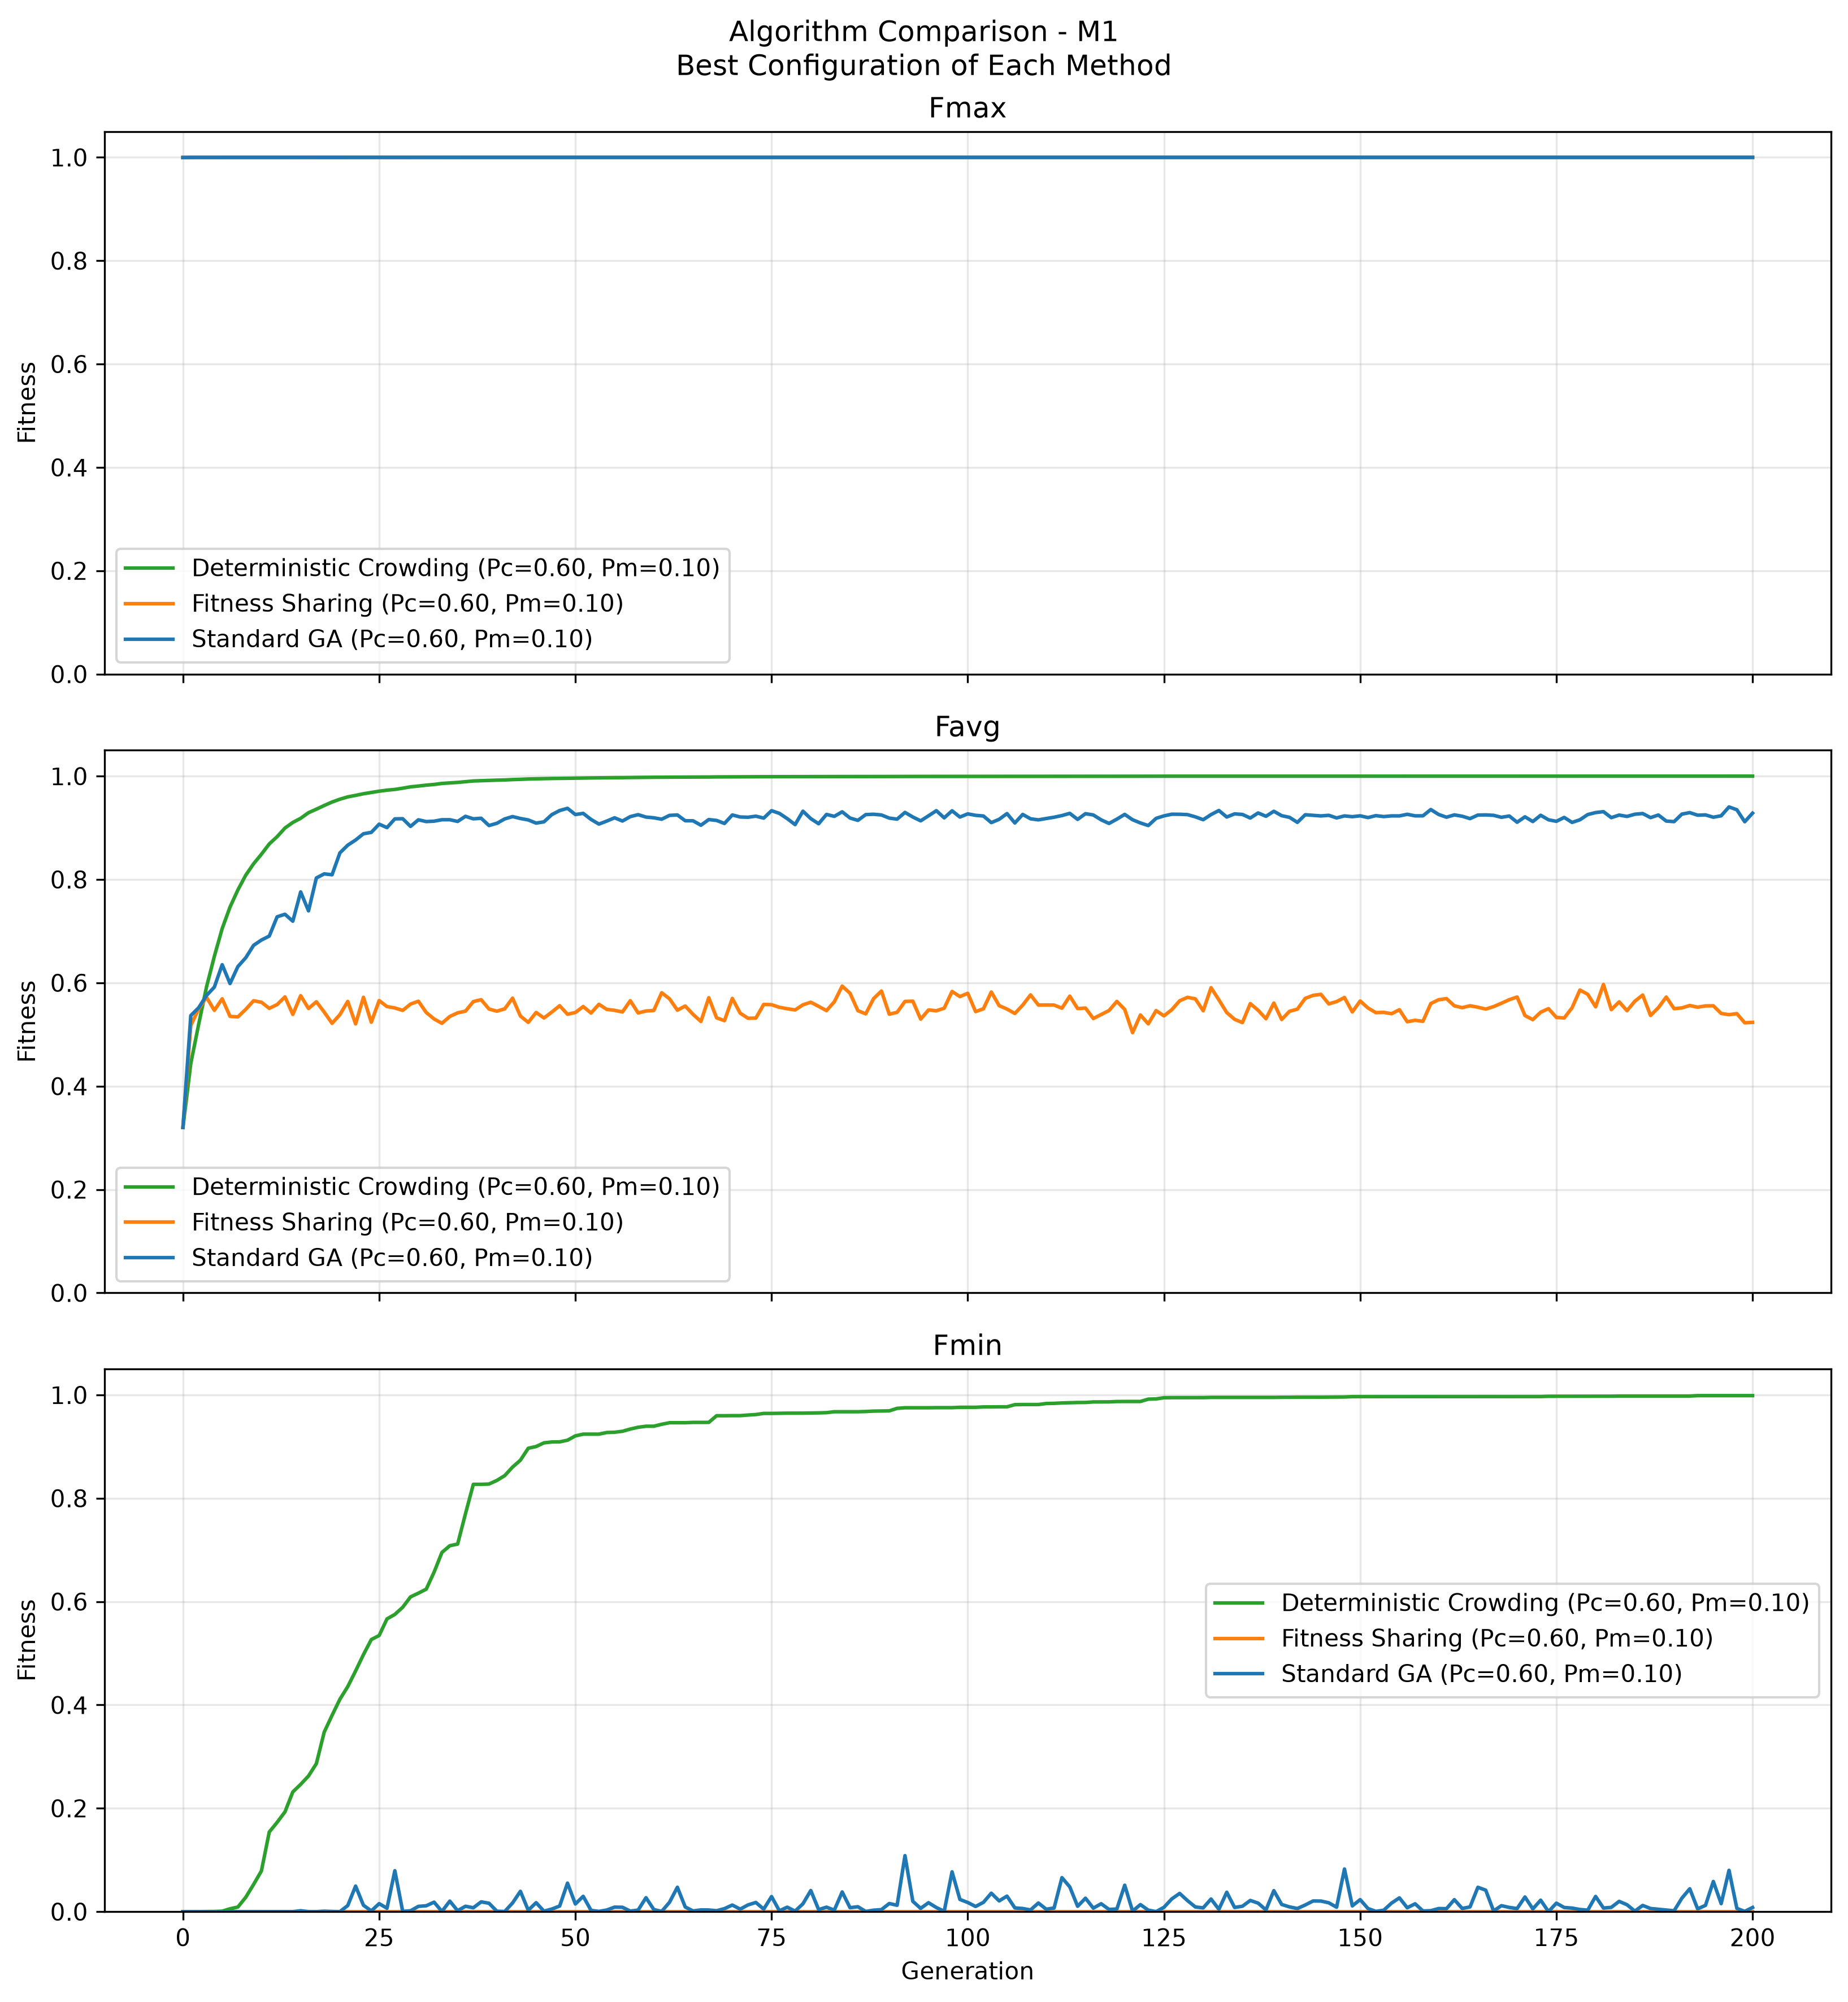 Algorithm Comparison - M1
Best Configuration of Each Method
Fmax
1.0
0.8
0.6
0.4
0.2
0.0
Fitness
Deterministic Crowding (Pc=0.60, Pm=0.10)
Fitness Sharing (Pc=0.60, Pm=0.10)
Standard GA (Pc=0.60, Pm=0.10)
Favg
1.0
0.8
0.6
0.4
0.2
0.0
Fitness
Deterministic Crowding (Pc=0.60, Pm=0.10)
Fitness Sharing (Pc=0.60, Pm=0.10)
Standard GA (Pc=0.60, Pm=0.10)
Fmin
1.0
0.8
0.6
0.4
0.2
0.0
Fitness
Deterministic Crowding (Pc=0.60, Pm=0.10)
Fitness Sharing (Pc=0.60, Pm=0.10)
Standard GA (Pc=0.60, Pm=0.10)
0 25 50 75 100 125 150 175 200
Generation